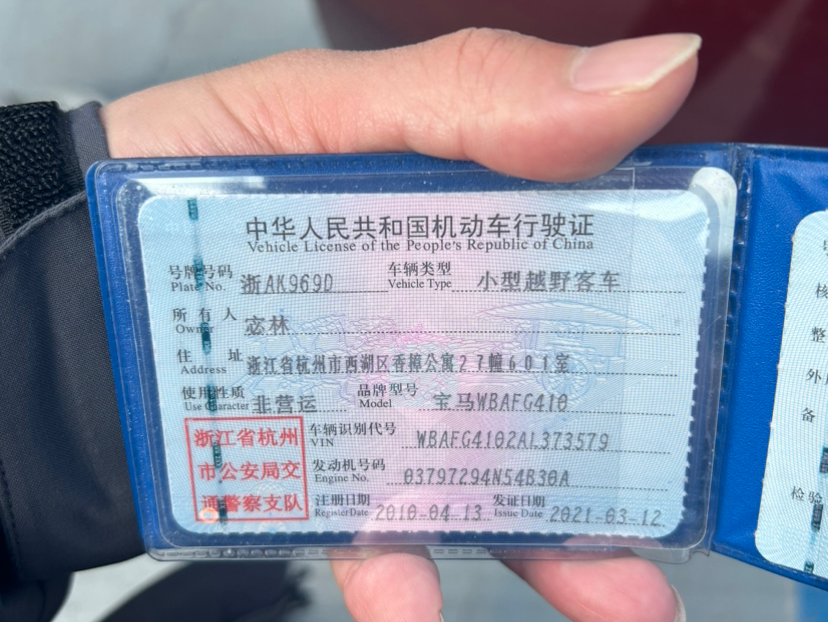 中华人民共和国机动车行驶证
Vehicle License of the People's Republic of China
号牌号码 浙AK969D 车辆类型 小型越野客车
Plate No. Vehicle Type
所有人 宓林
Owner
住址 浙江省杭州市西湖区香樟公寓27幢601室
Address
使用性质 非营运 品牌型号 宝马WBAFG410
Use Character Model
浙江省杭州
市公安局交
通警察支队
车辆识别代号 WBAFG4102AL373579
VIN
发动机号码 03797294N54B30A
Engine No.
注册日期 2010-04-13 发证日期 2021-03-12
Register Date Issue Date
核
整
外
备
检验